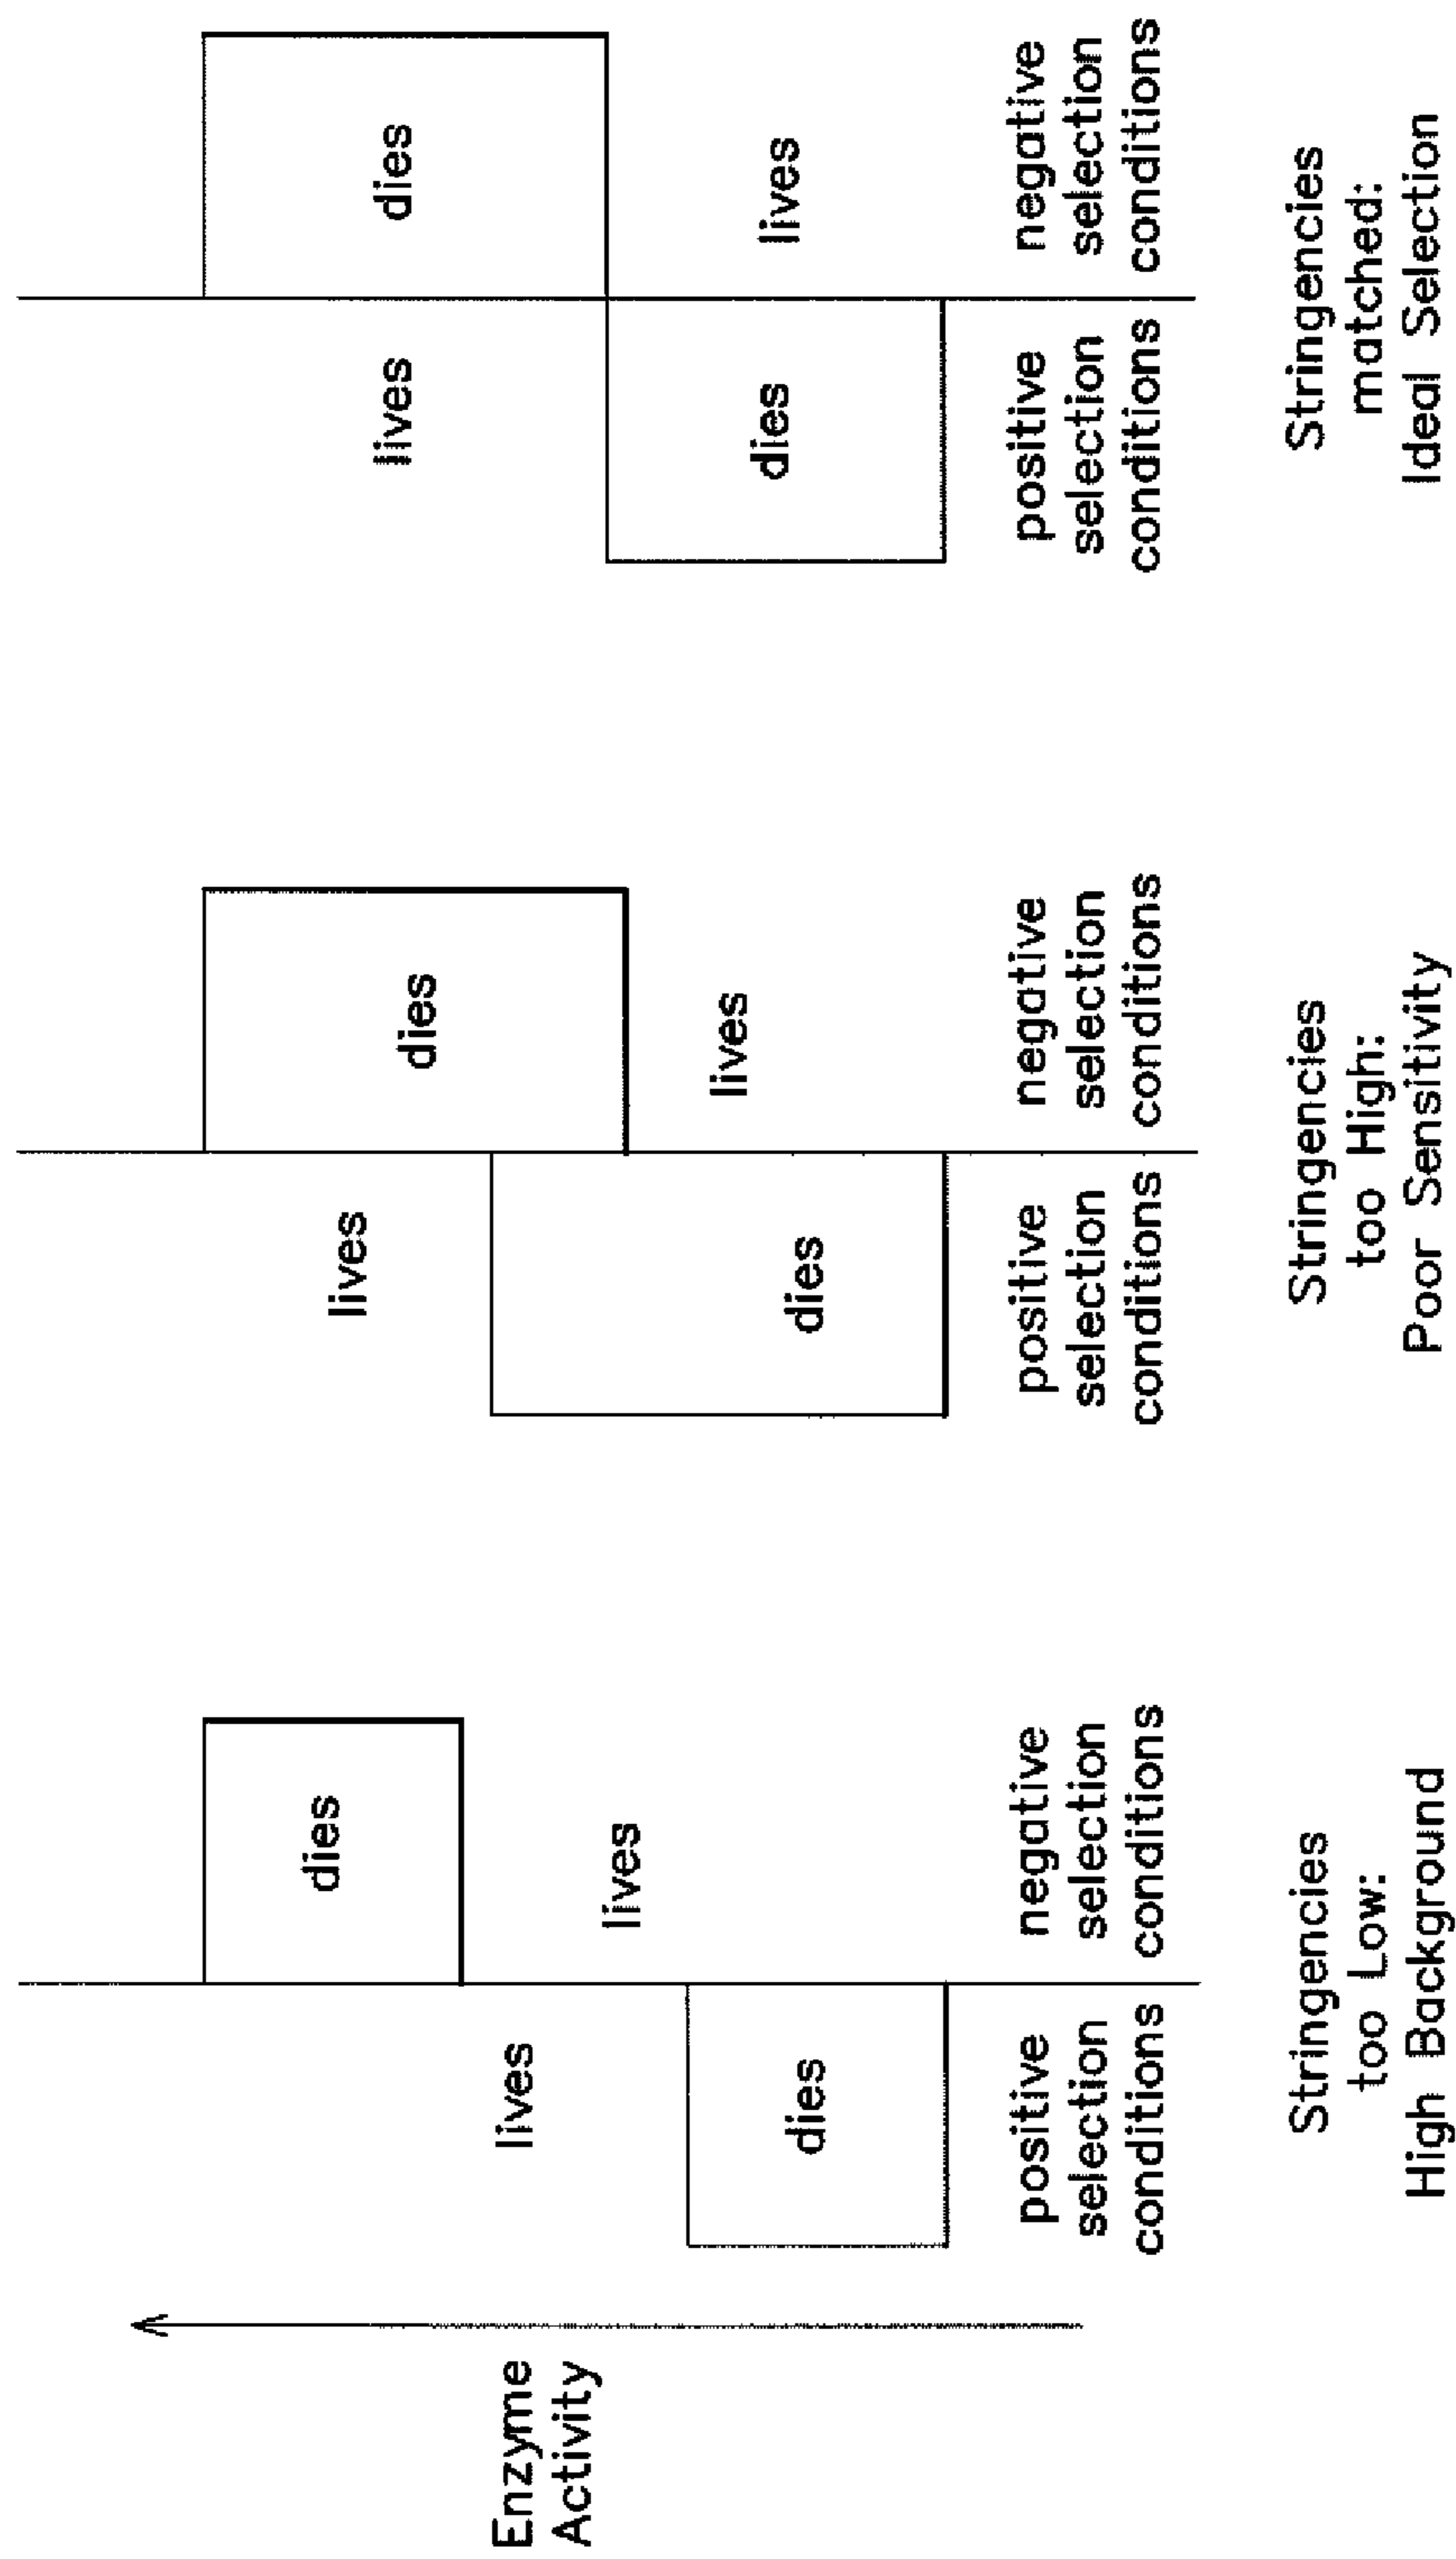 Enzyme
Activity
lives
dies
dies
lives
positive
selection
conditions
negative
selection
conditions
Stringencies
too Low:
High Background
lives
dies
dies
lives
positive
selection
conditions
negative
selection
conditions
Stringencies
too High:
Poor Sensitivity
lives
dies
dies
lives
positive
selection
conditions
negative
selection
conditions
Stringencies
matched:
Ideal Selection